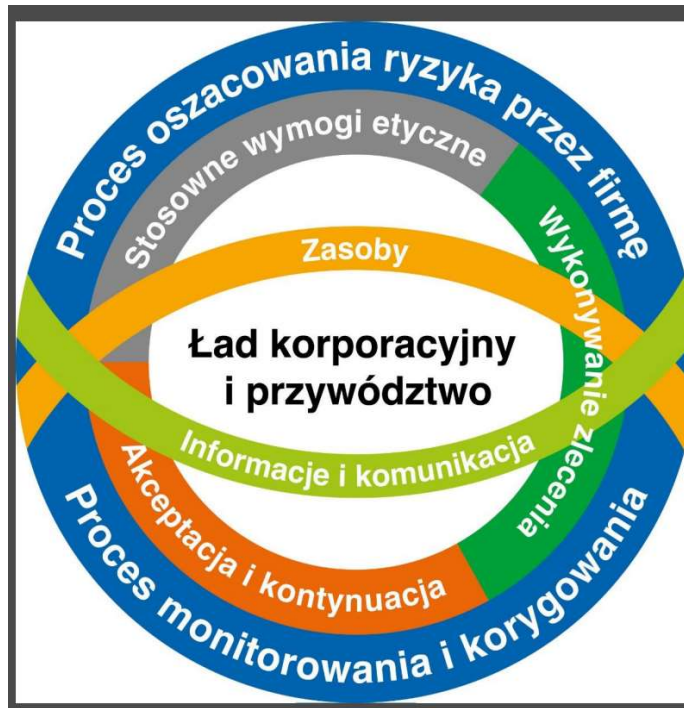 Proces oszacowania ryzyka przez firmę
Stosowne wymogi etyczne
Wykonywanie zlecenia
Zasoby
Ład korporacyjny
i przywództwo
Informacje i komunikacja
Akceptacja i kontynuacja
Proces monitorowania i korygowania